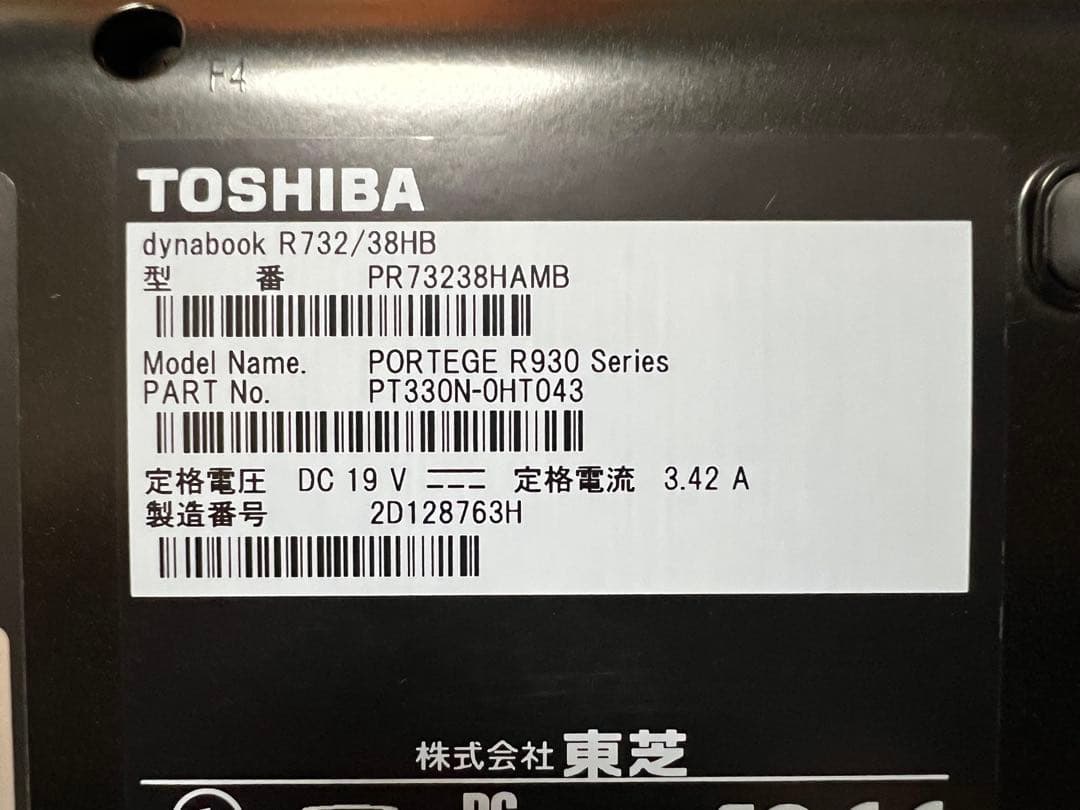 F4
TOSHIBA
dynabook R732/38HB
型 番 PR73238HAMB
Model Name. PORTEGE R930 Series
PART No. PT330N-0HT043
定格電圧 DC 19 V 定格電流 3.42 A
製造番号 2D128763H
株式会社 東芝